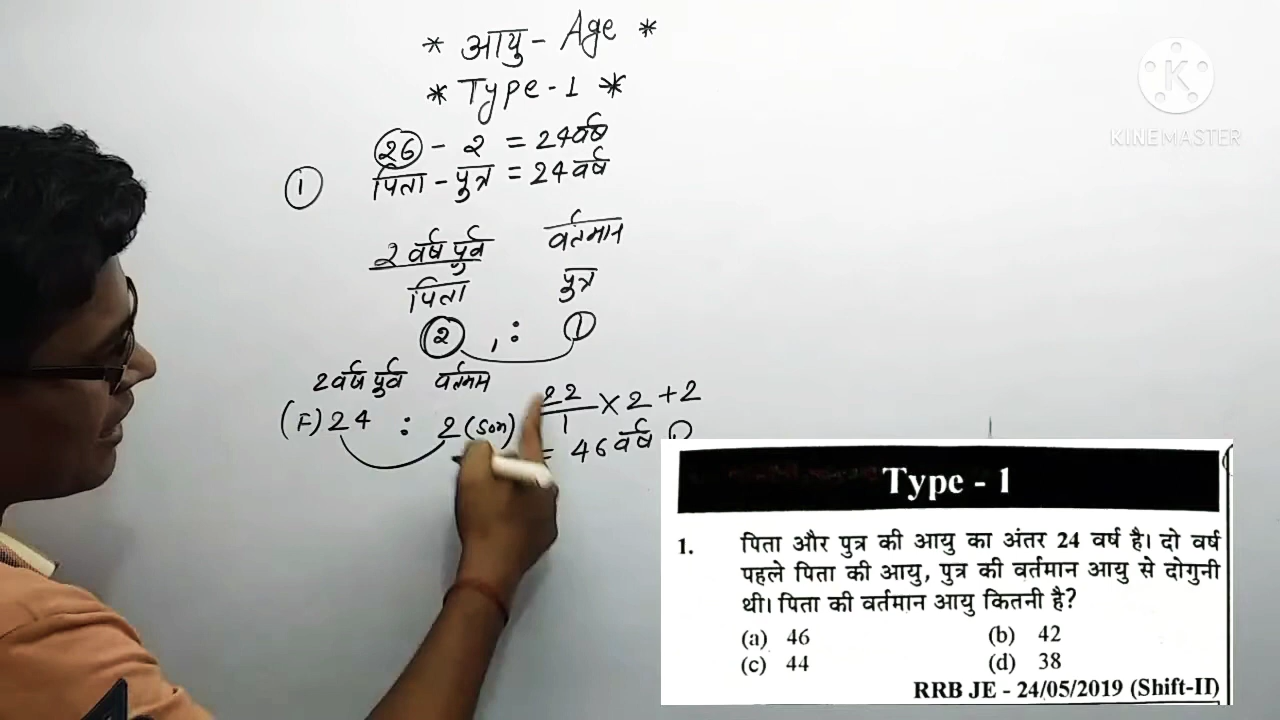 * आयु - Age *
* Type - 1 *
26 - 2 = 24 वर्ष
① पिता - पुत्र = 24 वर्ष
2 वर्ष पुर्व वर्तमान
पिता पुत्र
2 : 1
2 वर्ष पुर्व वर्तमान
(F) 24 : 2 (Son) 22/1 × 2 + 2
= 46 वर्ष
KINEMASTER
Type - 1
1. पिता और पुत्र की आयु का अंतर 24 वर्ष है। दो वर्ष
पहले पिता की आयु, पुत्र की वर्तमान आयु से दोगुनी
थी। पिता की वर्तमान आयु कितनी है?
(a) 46 (b) 42
(c) 44 (d) 38
RRB JE - 24/05/2019 (Shift-II)